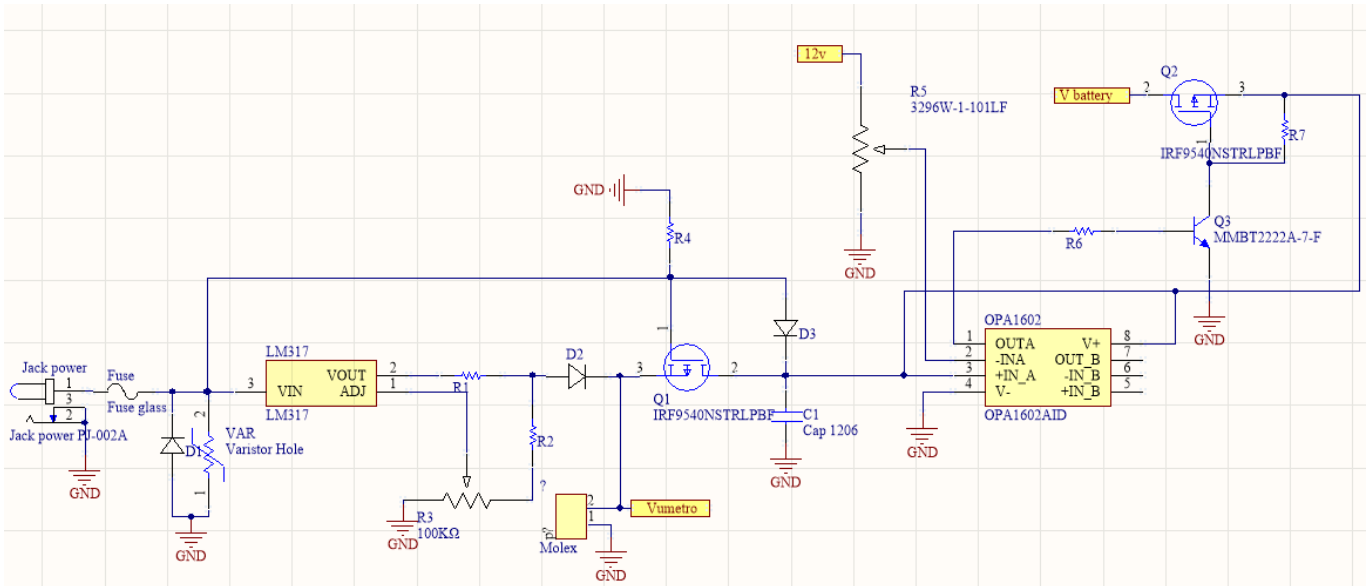 12v
R5
3296W-1-101LF
V battery
2
Q2
3
1
R7
IRF9540NSTRLPBF
GND
R4
GND
R6
Q3
MMBT2222A-7-F
GND
Jack power
1
3
2
Jack power PJ-002A
GND
Fuse
Fuse glass
D1
2
VAR
Varistor Hole
1
GND
LM317
3
VIN
VOUT
ADJ
2
1
LM317
R1
R2
D2
R3
100KΩ
GND
?
2
1
P?
Molex
GND
Vumetro
1
3
2
Q1
IRF9540NSTRLPBF
D3
C1
Cap 1206
GND
OPA1602
1 OUTA V+ 8
2 -INA OUT_B 7
3 +IN_A -IN_B 6
4 V- +IN_B 5
OPA1602AID
GND